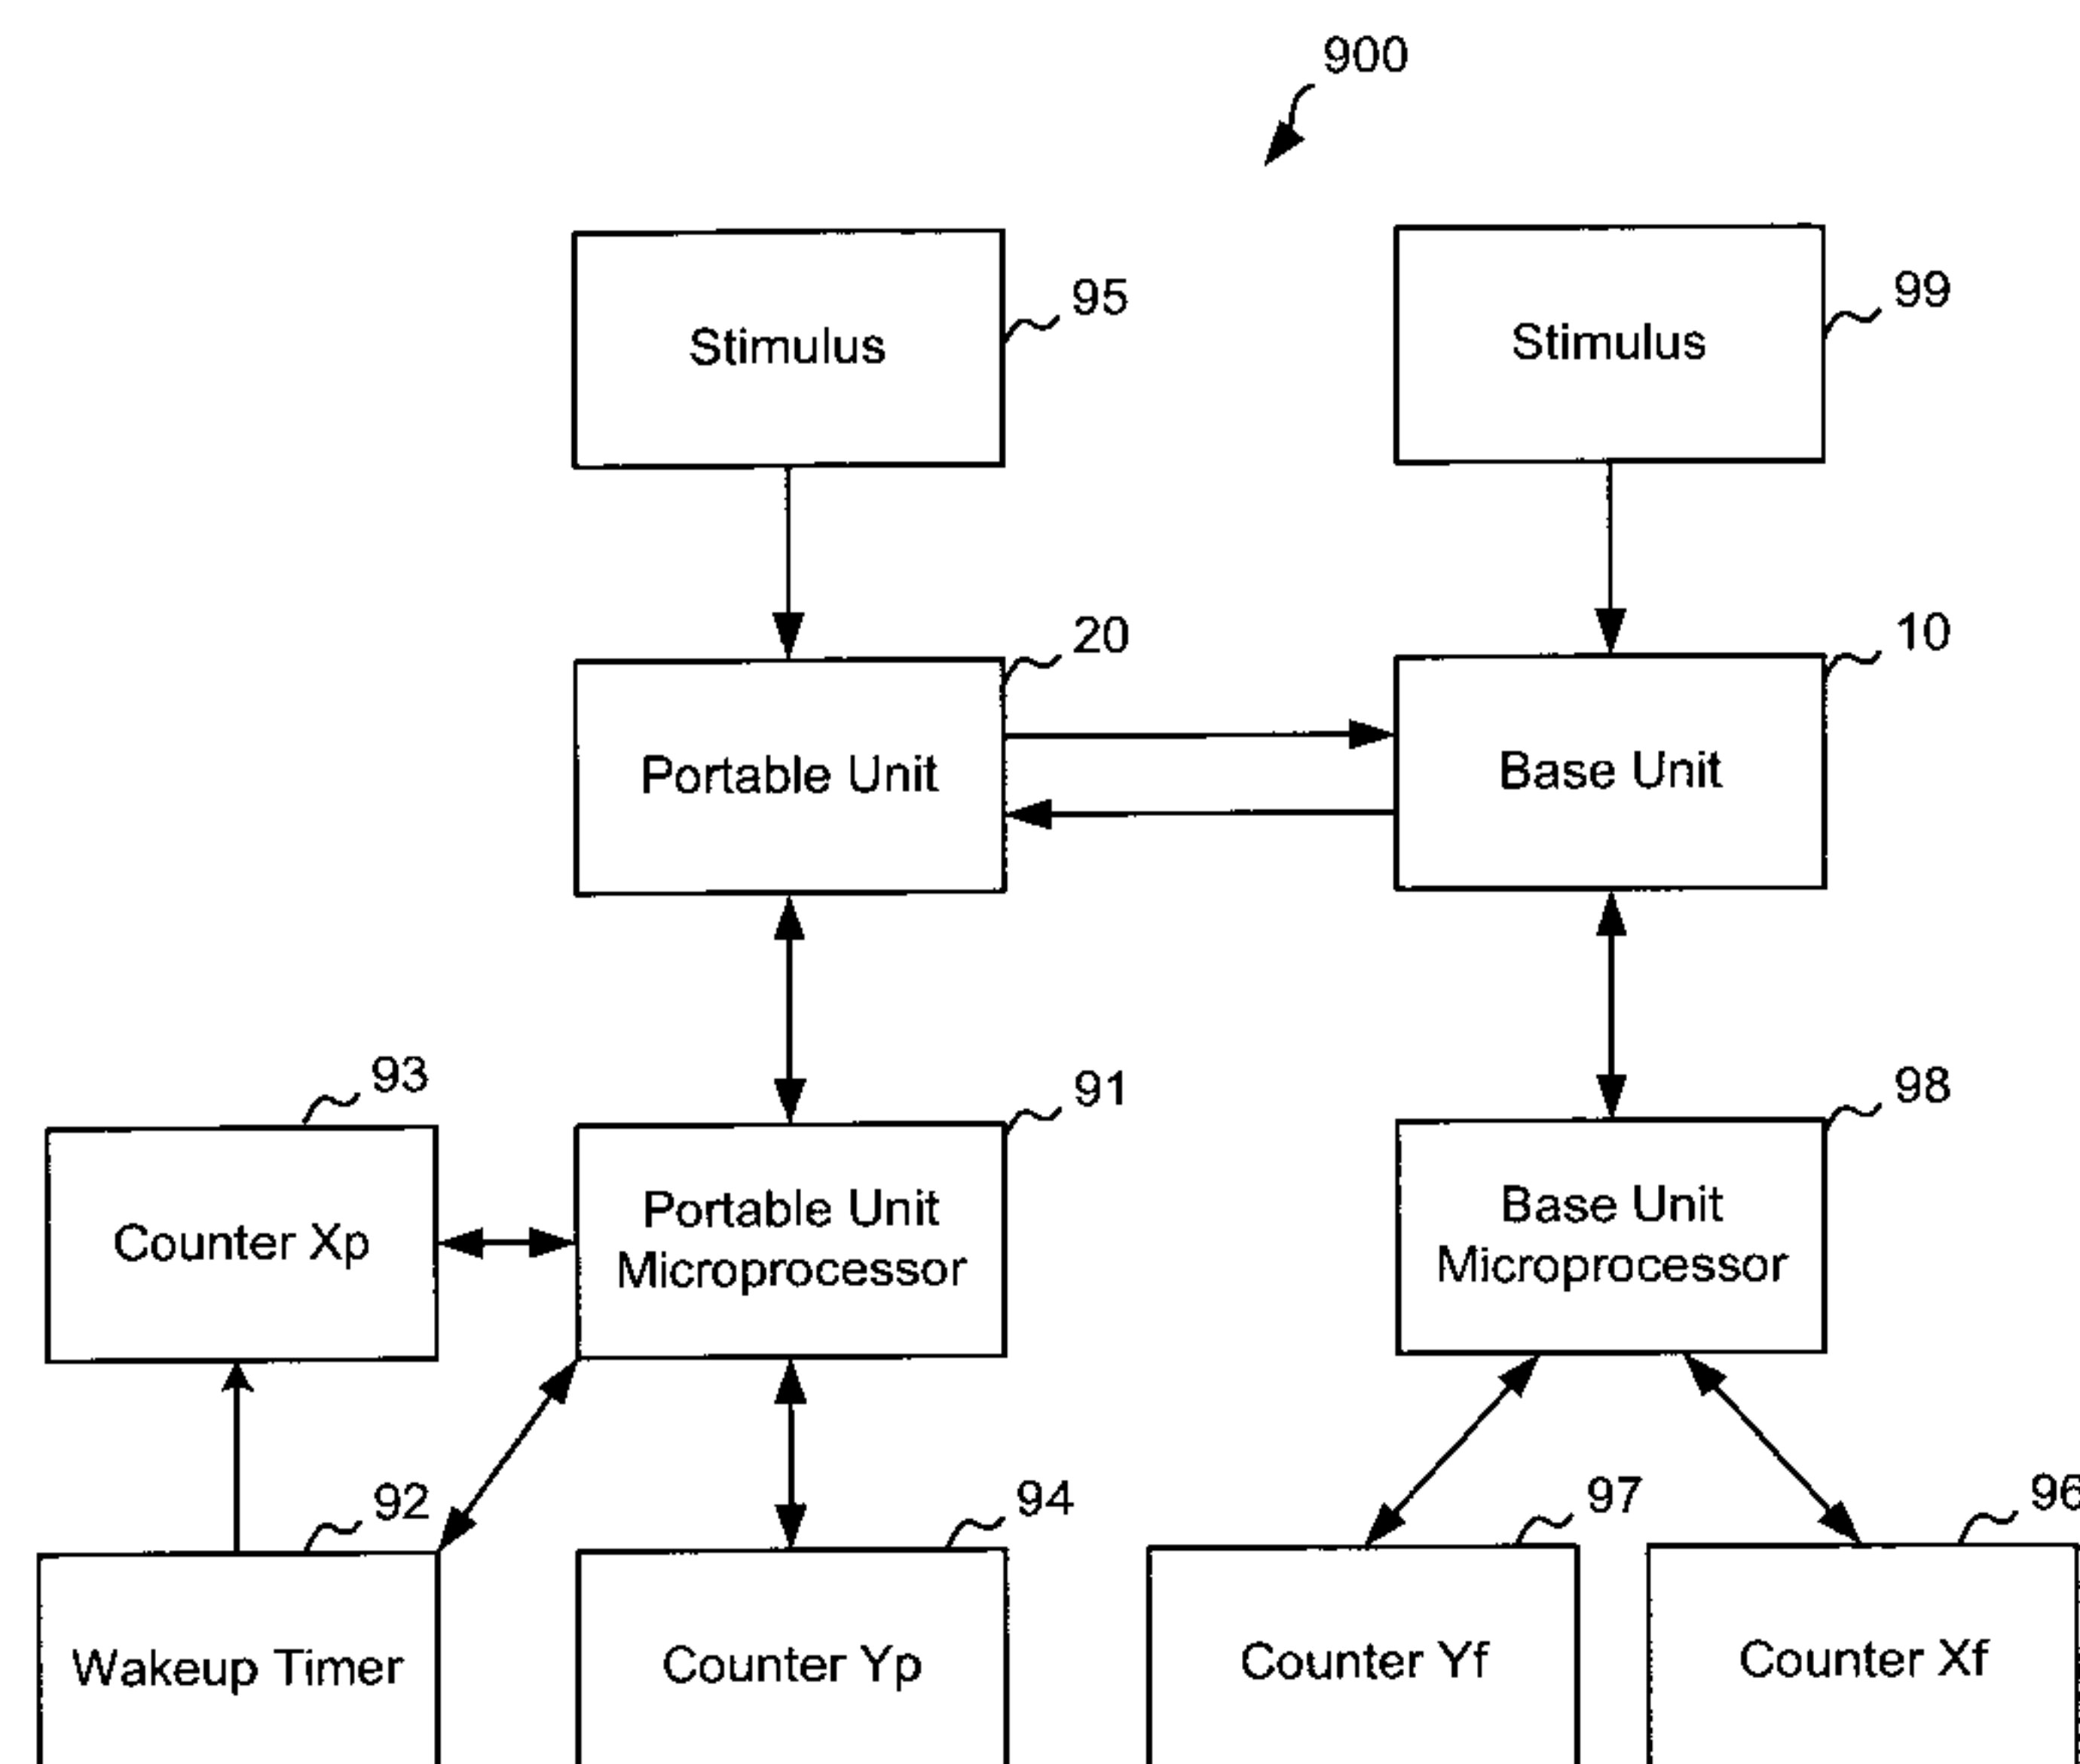 900
Stimulus
95
Stimulus
99
Portable Unit
20
Base Unit
10
Counter Xp
93
Portable Unit
Microprocessor
91
Base Unit
Microprocessor
98
Wakeup Timer
92
Counter Yp
94
Counter Yf
97
Counter Xf
96